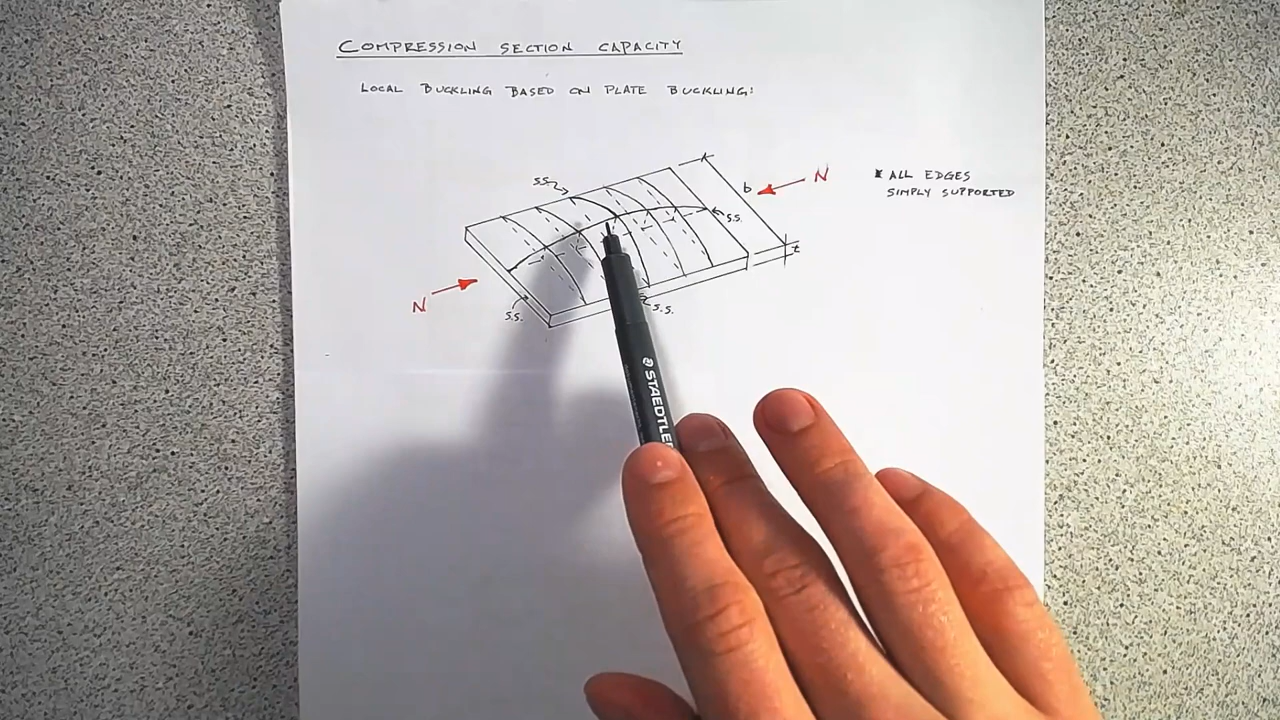 COMPRESSION SECTION CAPACITY
LOCAL BUCKLING BASED ON PLATE BUCKLING:
S.S.
b
N
* ALL EDGES
SIMPLY SUPPORTED
S.S.
t
N
S.S.
S.S.
STAEDTLER